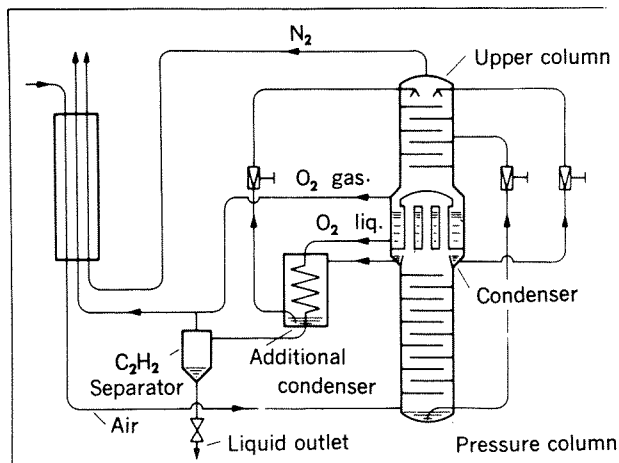 N₂
Upper column
O₂ gas.
O₂ liq.
Condenser
C₂H₂
Separator
Additional
condenser
Air
Liquid outlet
Pressure column